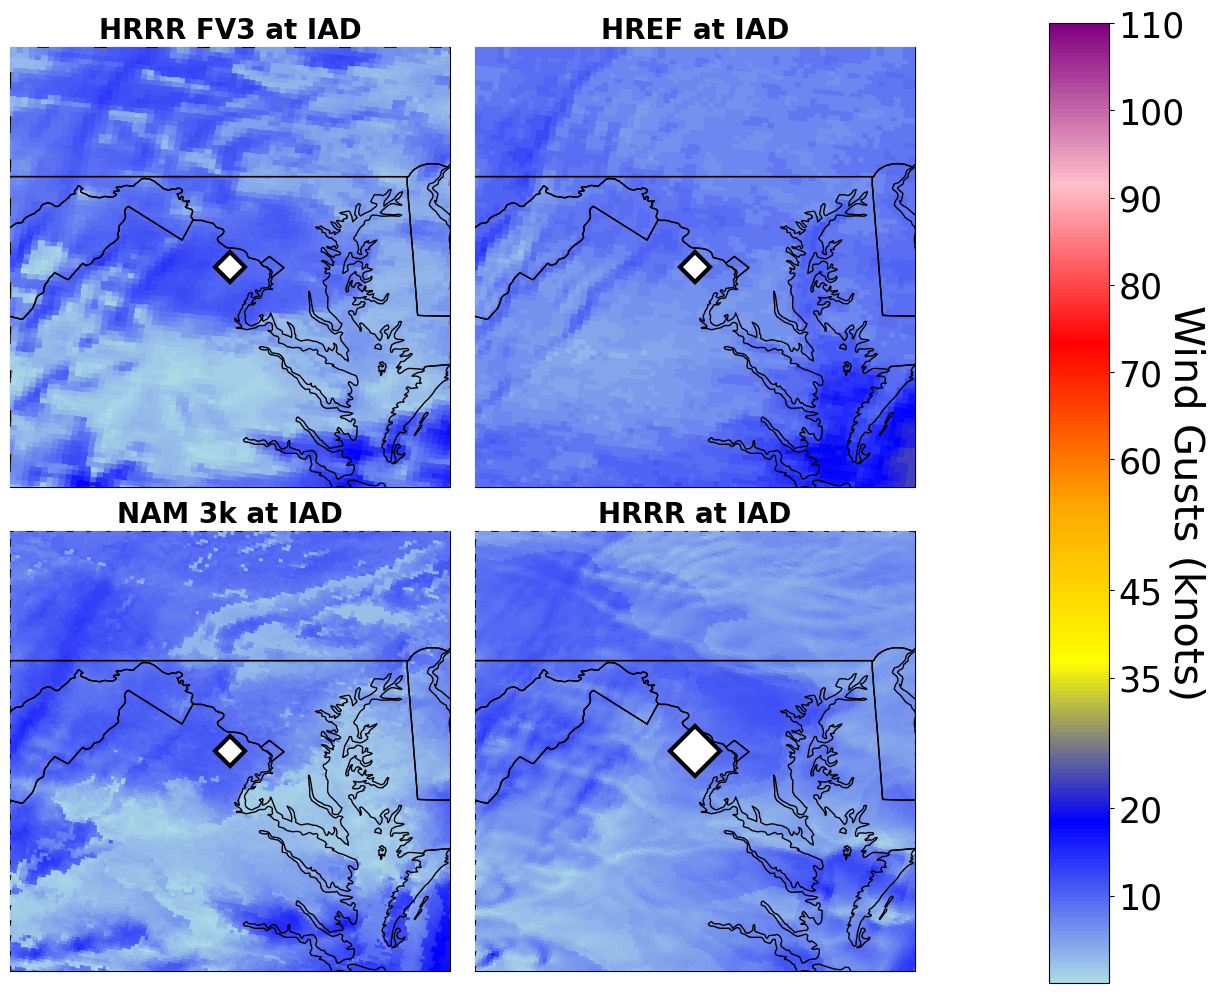 HRRR FV3 at IAD
HREF at IAD
NAM 3k at IAD
HRRR at IAD
110
100
90
80
70
60
45
35
20
10
Wind Gusts (knots)